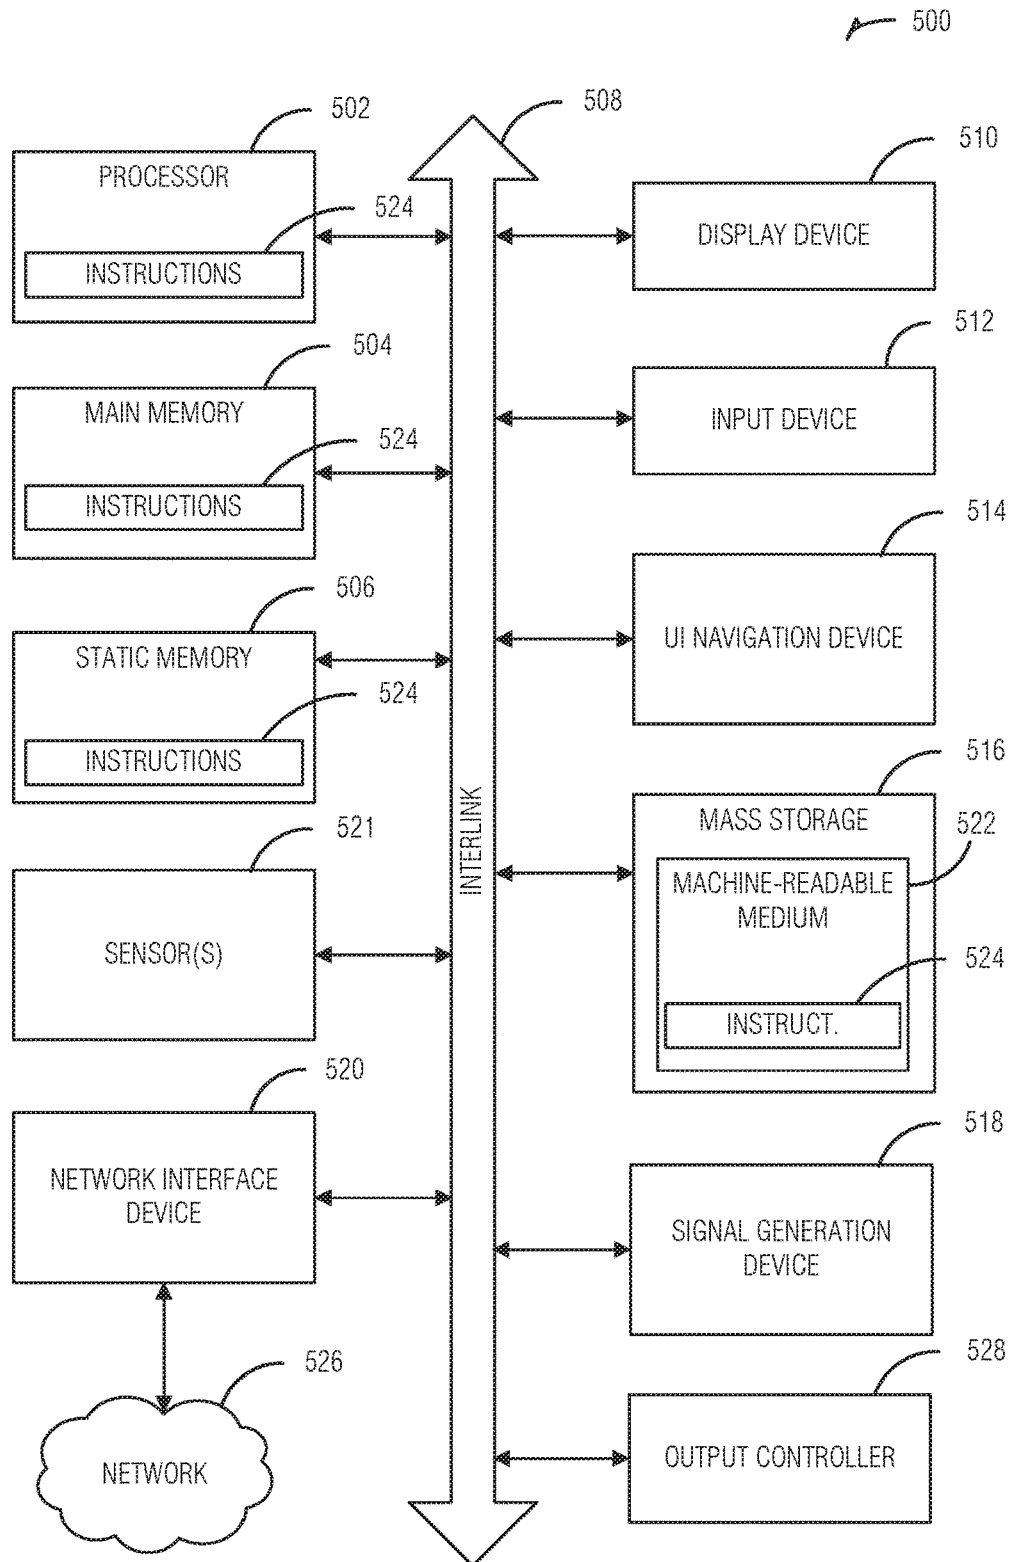 500
508
502
PROCESSOR
524
INSTRUCTIONS
504
MAIN MEMORY
524
INSTRUCTIONS
506
STATIC MEMORY
524
INSTRUCTIONS
521
SENSOR(S)
520
NETWORK INTERFACE
DEVICE
526
NETWORK
INTERLINK
510
DISPLAY DEVICE
512
INPUT DEVICE
514
UI NAVIGATION DEVICE
516
MASS STORAGE
522
MACHINE-READABLE
MEDIUM
524
INSTRUCT.
518
SIGNAL GENERATION
DEVICE
528
OUTPUT CONTROLLER